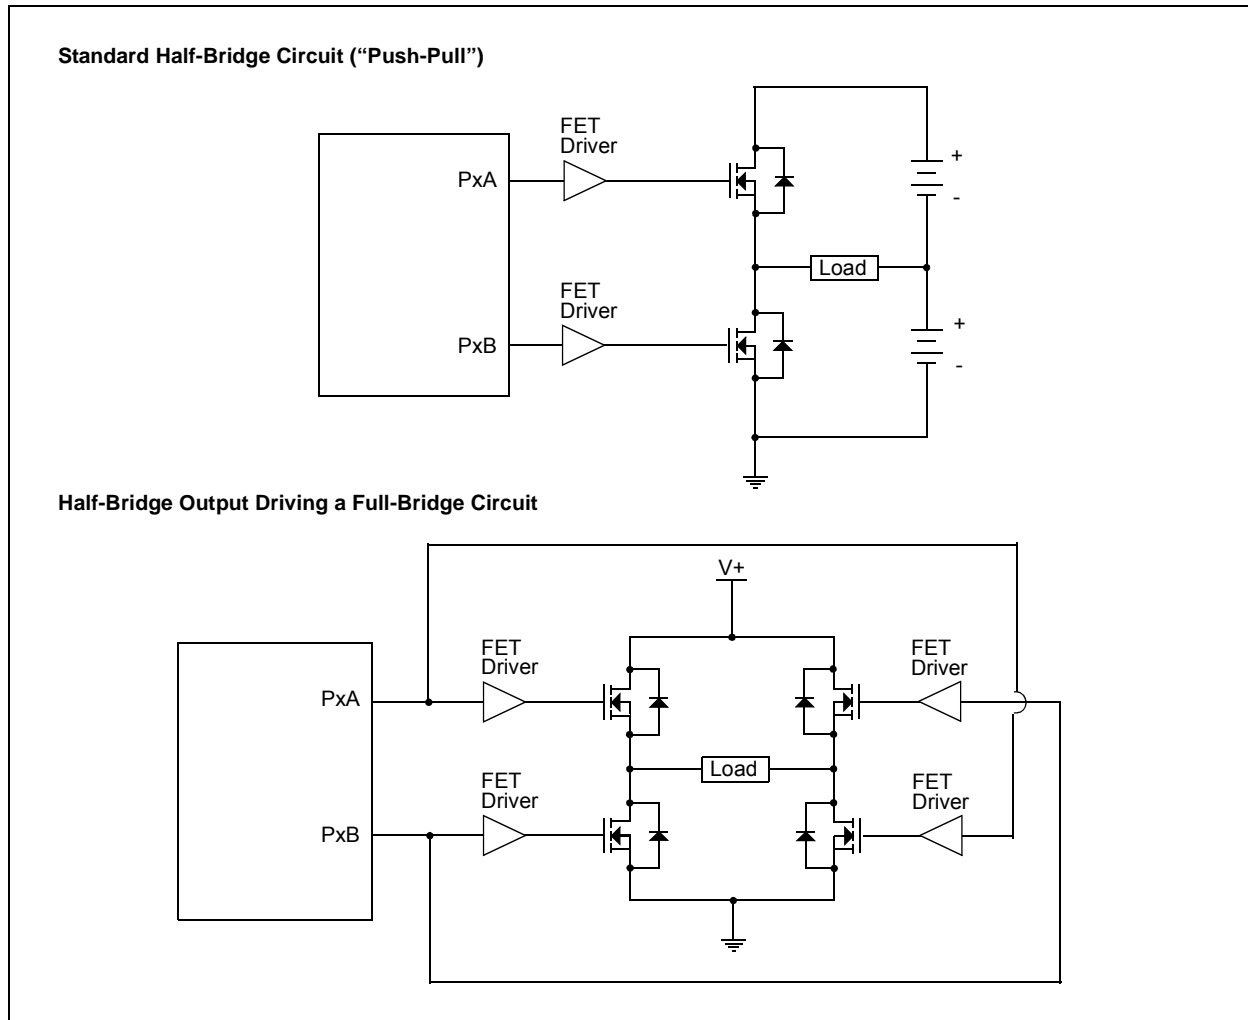 Standard Half-Bridge Circuit (“Push-Pull”)
FET
Driver
PxA
+
-
Load
FET
Driver
PxB
+
-
Half-Bridge Output Driving a Full-Bridge Circuit
V+
FET
Driver
FET
Driver
PxA
Load
FET
Driver
FET
Driver
PxB